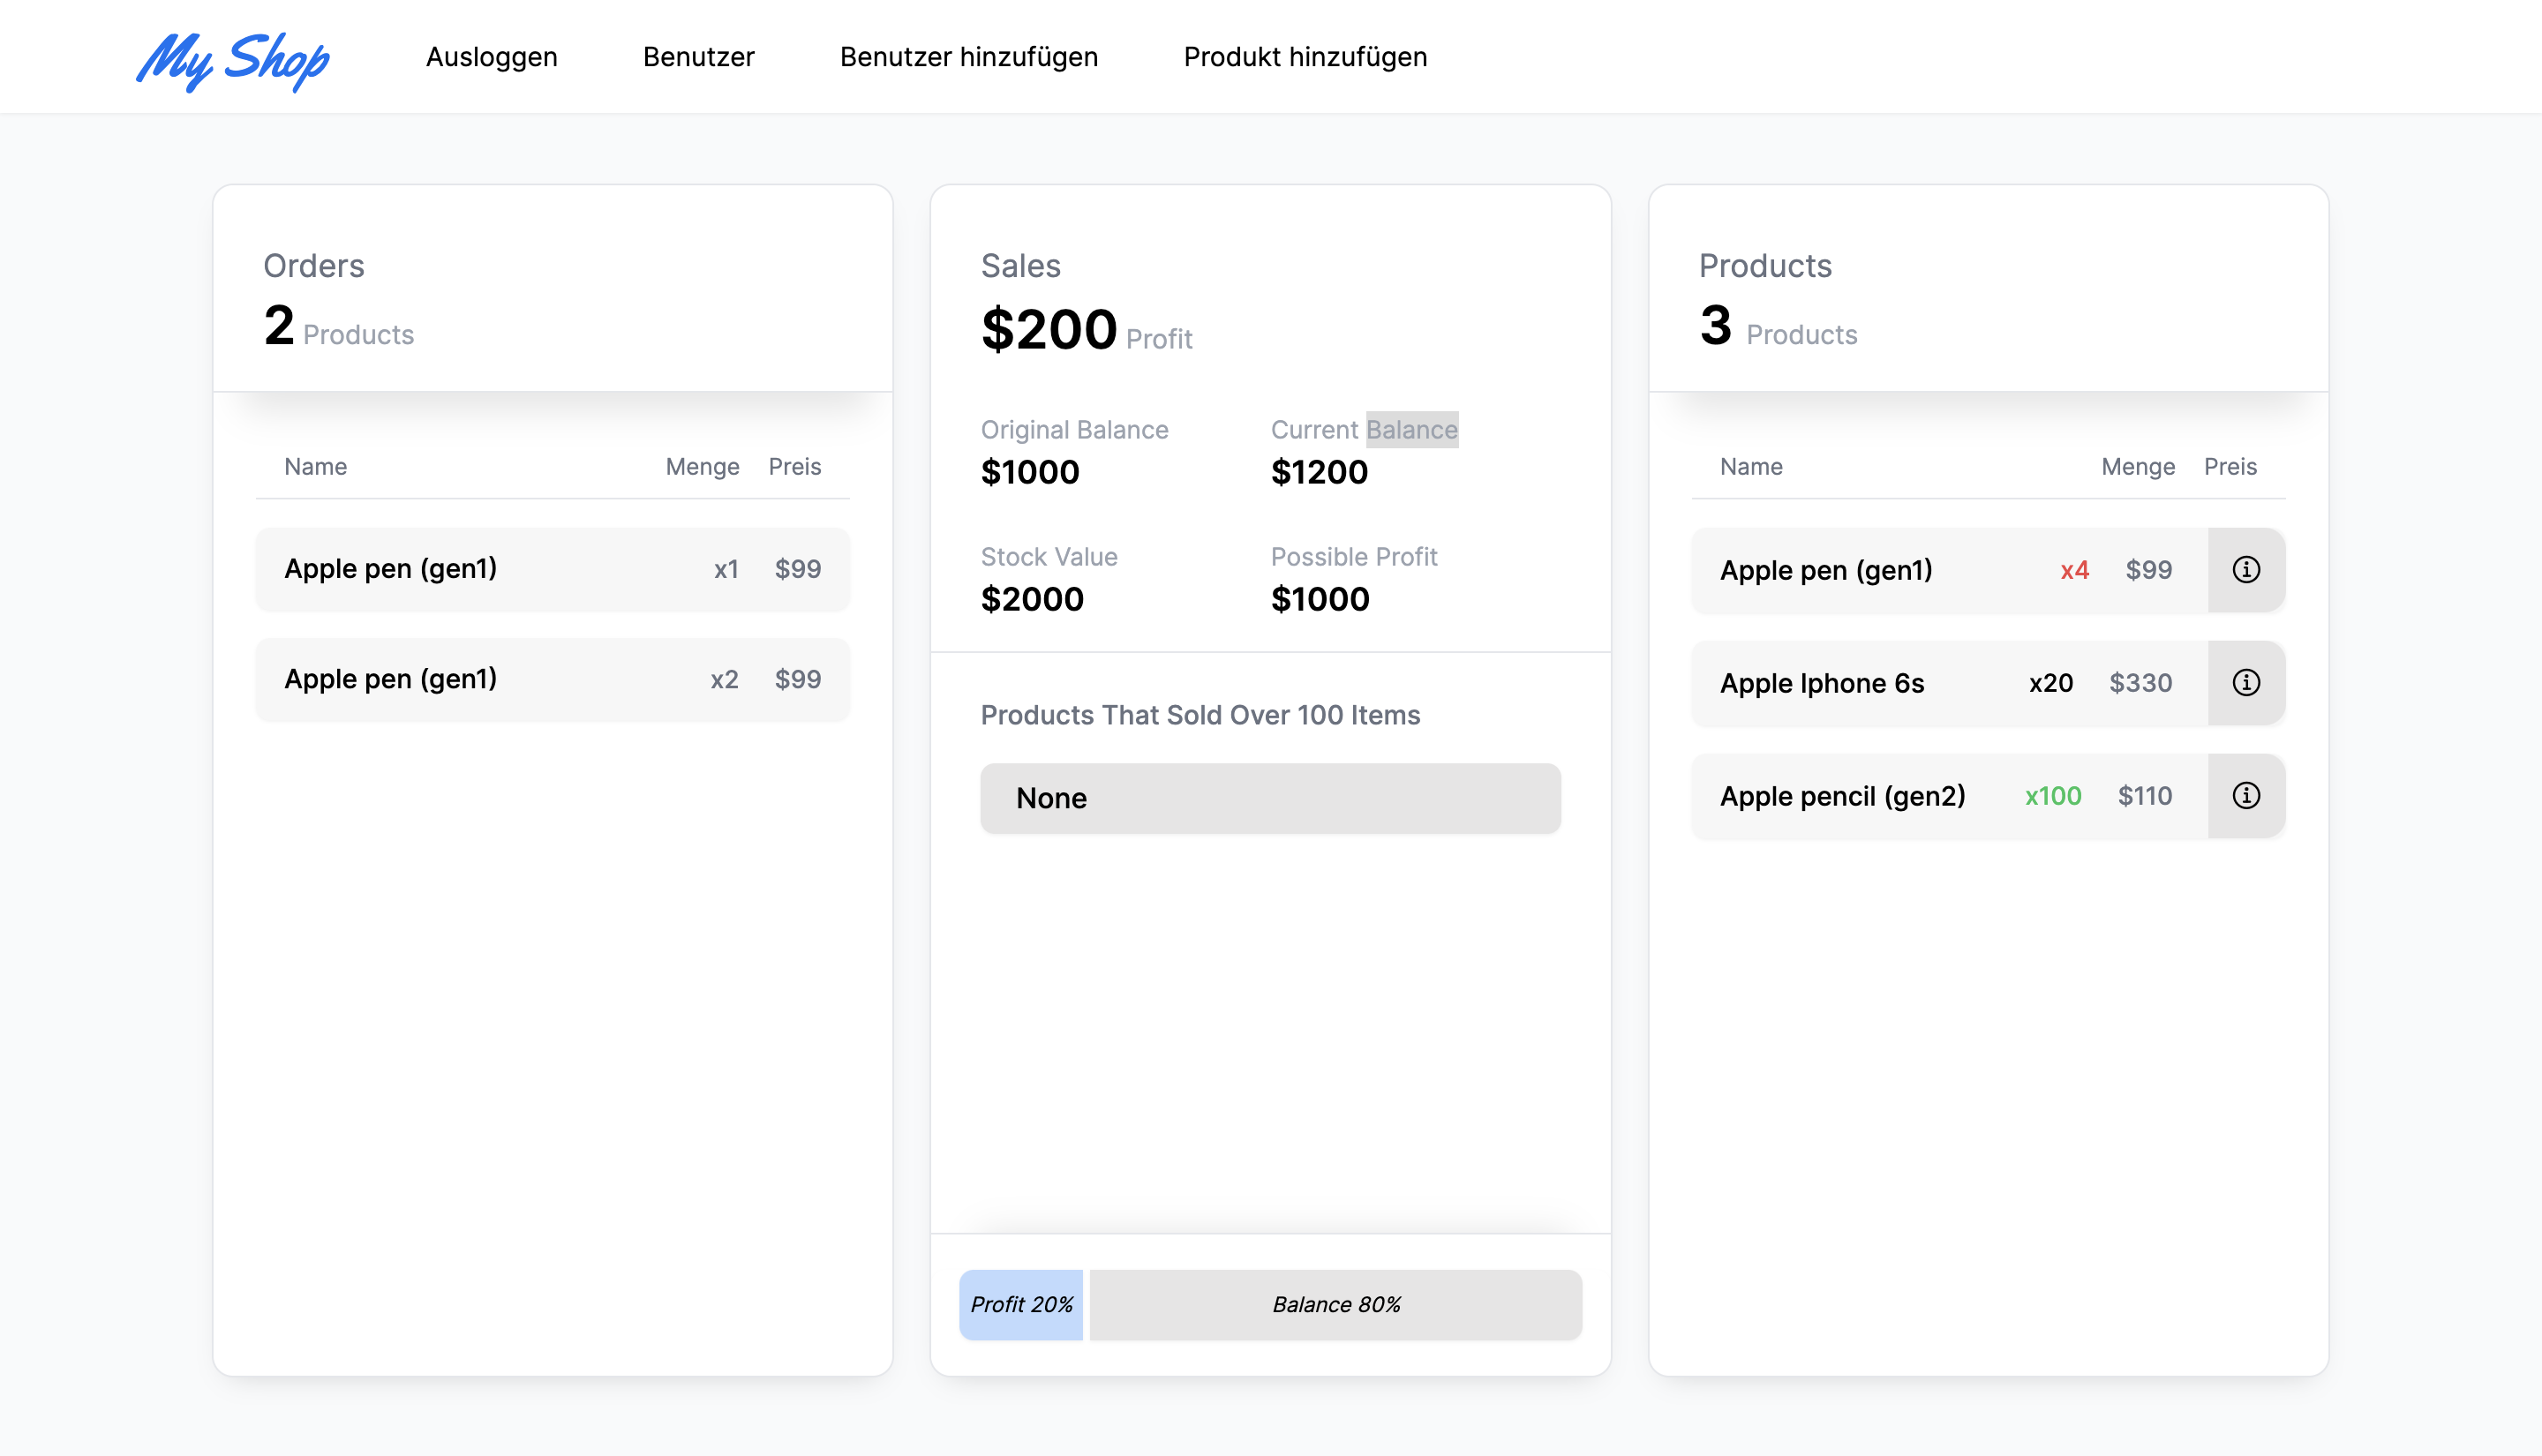 My Shop Ausloggen Benutzer Benutzer hinzufügen Produkt hinzufügen
Orders
2 Products
Name Menge Preis
Apple pen (gen1) x1 $99
Apple pen (gen1) x2 $99
Sales
$200 Profit
Original Balance Current Balance
$1000 $1200
Stock Value Possible Profit
$2000 $1000
Products That Sold Over 100 Items
None
Profit 20% Balance 80%
Products
3 Products
Name Menge Preis
Apple pen (gen1) x4 $99
Apple Iphone 6s x20 $330
Apple pencil (gen2) x100 $110